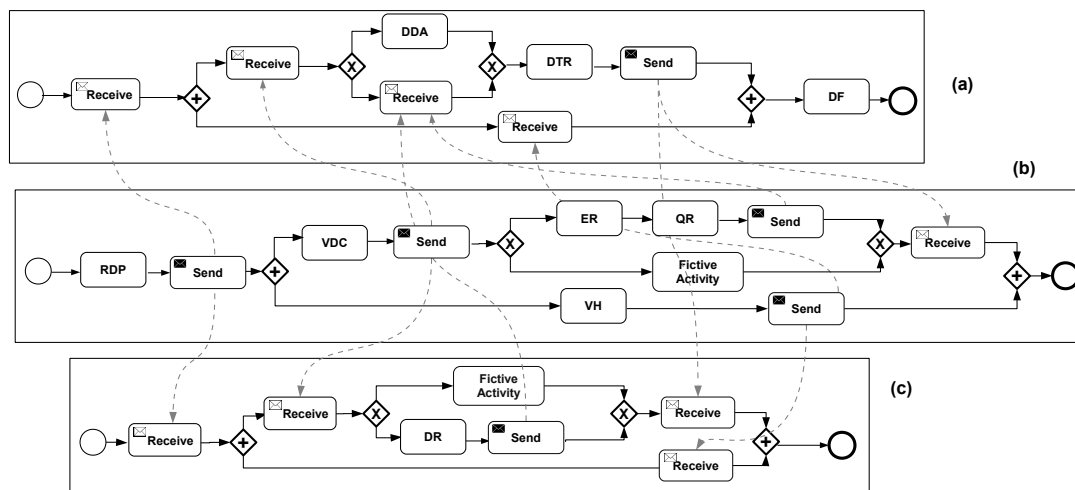 DDA
Receive
DTR
Send
Receive
(a)
Receive
DF
Receive
Receive
(b)
ER
QR
Send
VDC
Send
Receive
RDP
Send
Fictive
Activity
VH
Send
Fictive
Activity
(c)
Receive
Receive
Receive
DR
Send
Receive